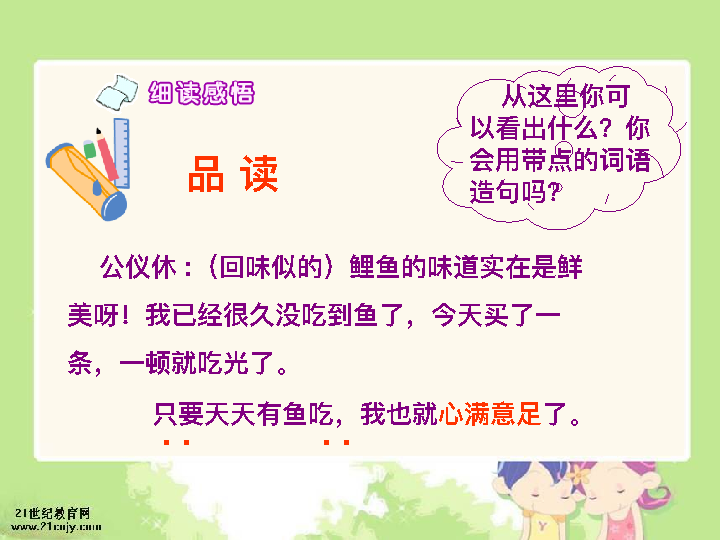 细读感悟
从这里你可
以看出什么？你
会用带点的词语
造句吗？
品 读
公仪休：（回味似的）鲤鱼的味道实在是鲜
美呀！我已经很久没吃到鱼了，今天买了一
条，一顿就吃光了。
只要天天有鱼吃，我也就心满意足了。
21世纪教育网
www.21cnjy.com